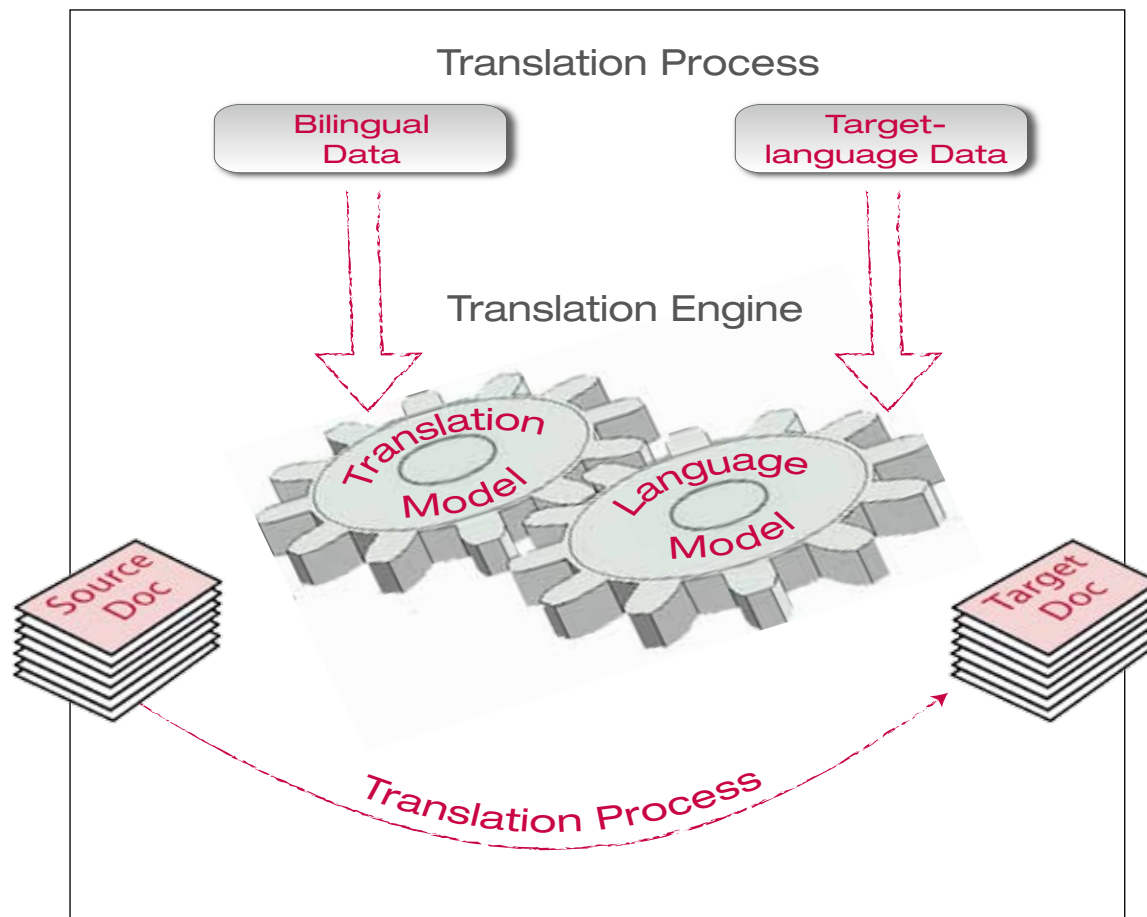 Translation Process
Bilingual
Data
Target-
language Data
Translation Engine
Translation
Model
Language
Model
Source
Doc
Target
Doc
Translation Process